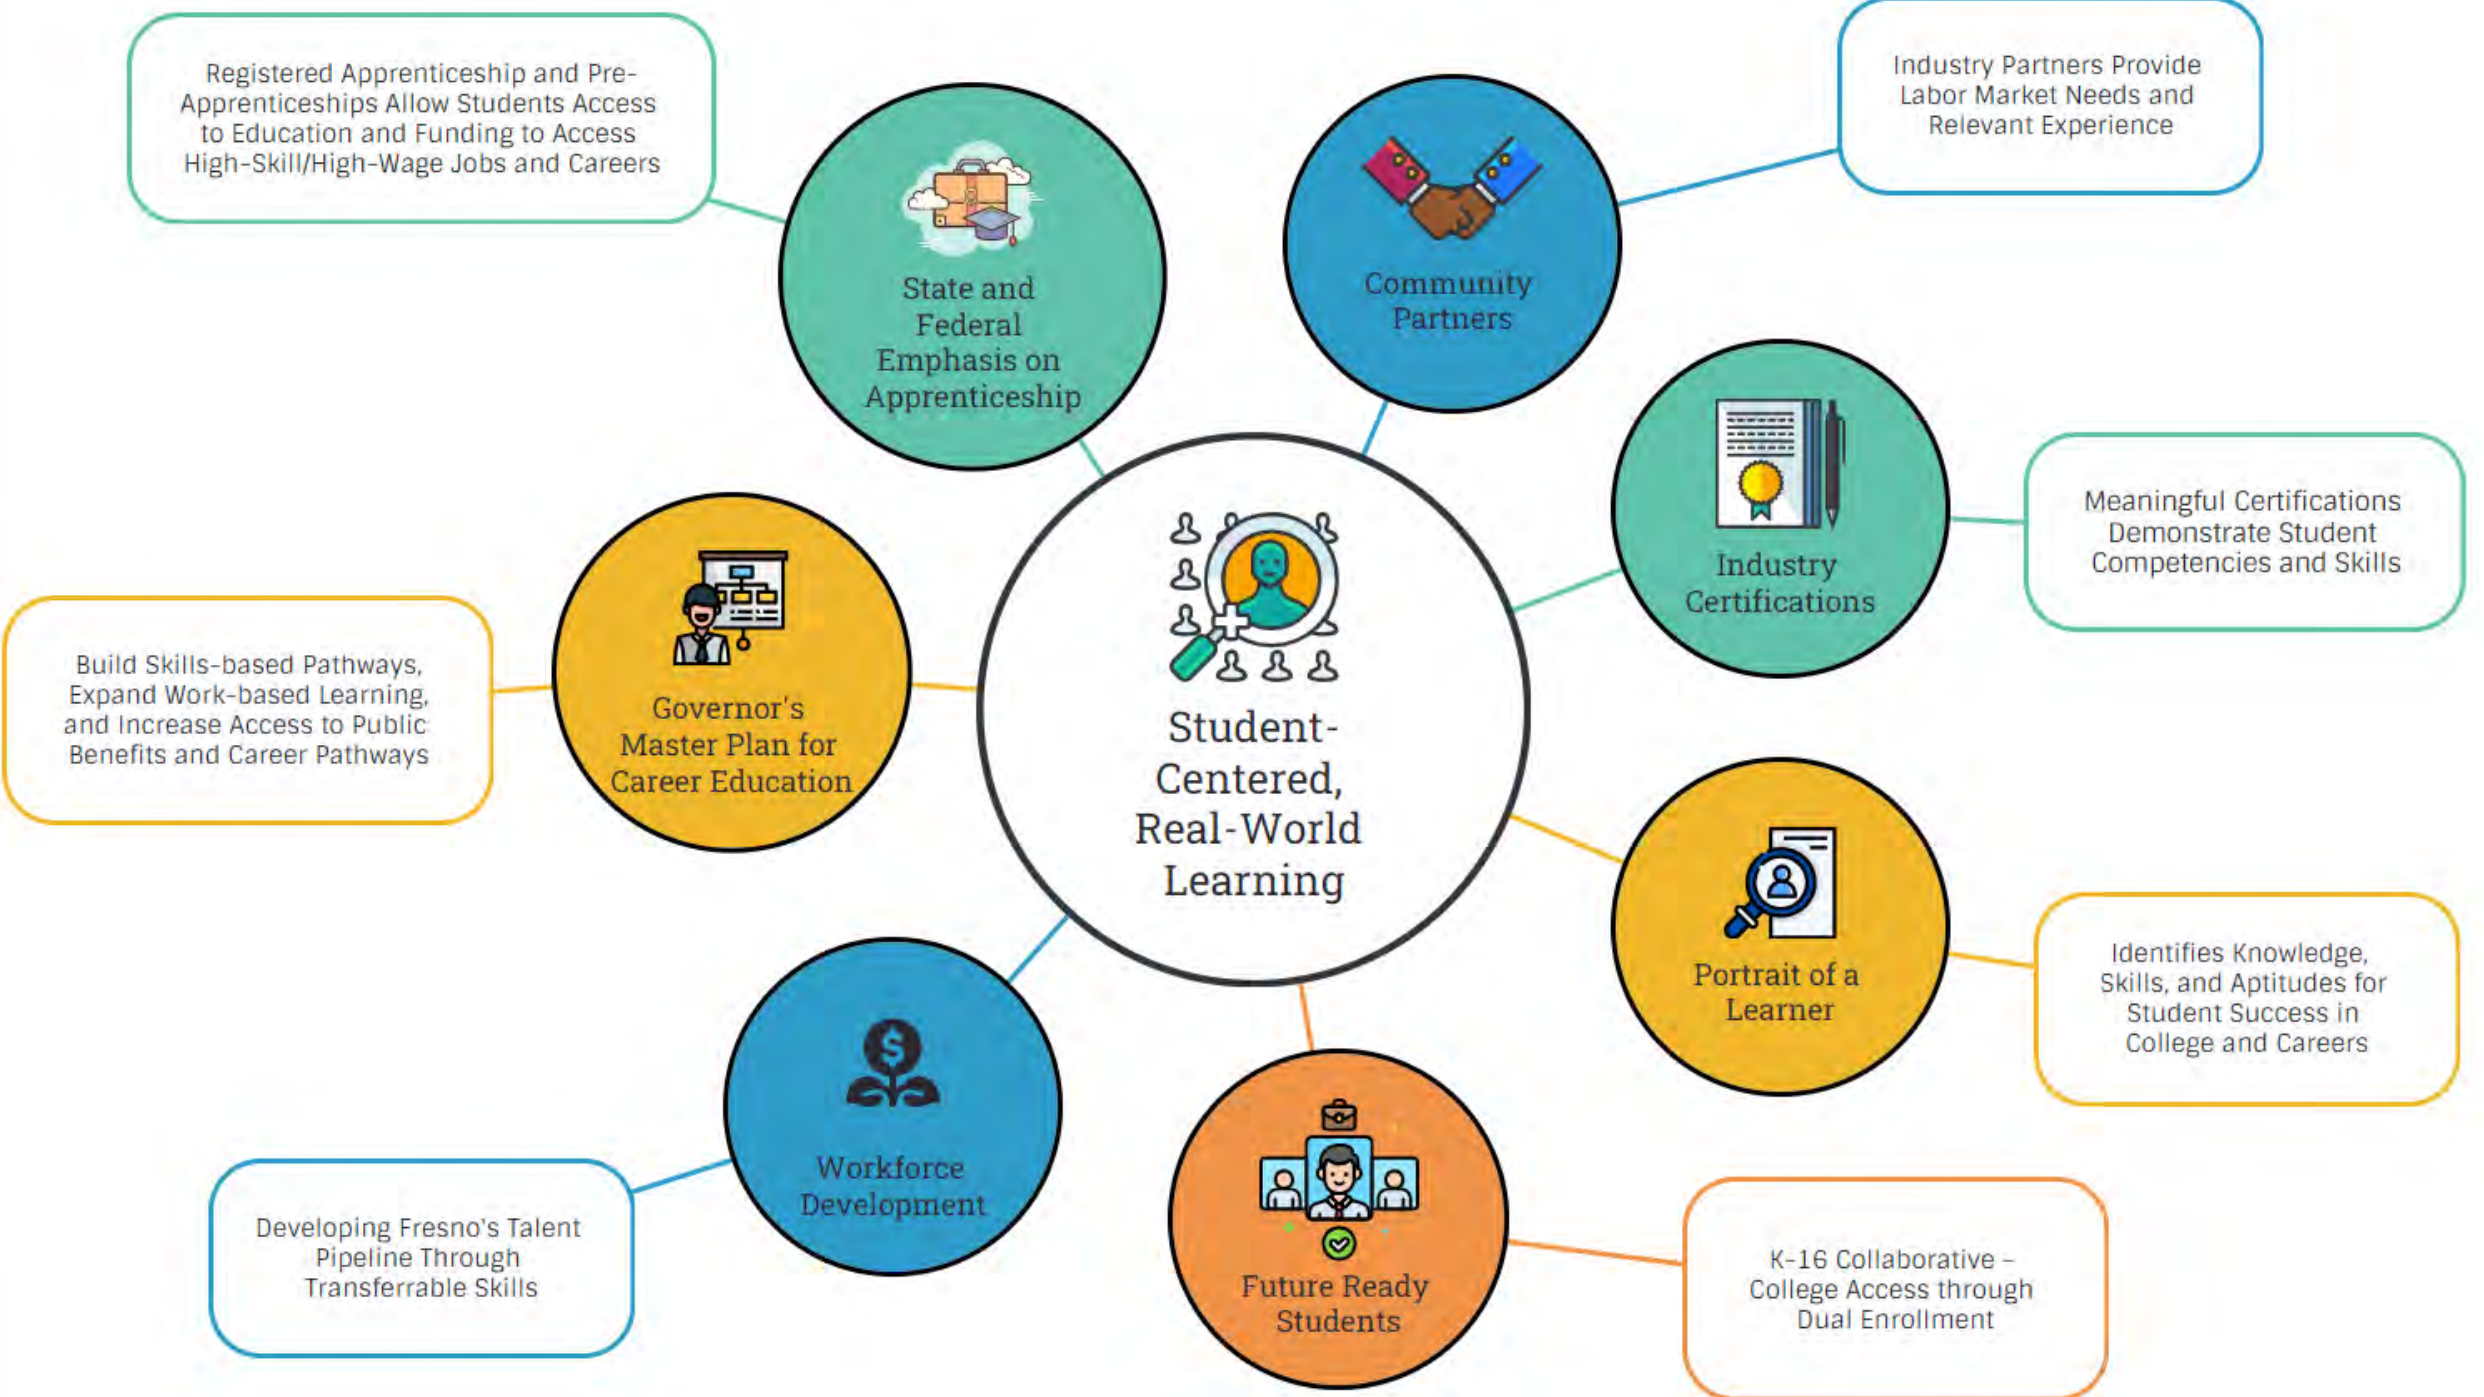 Registered Apprenticeship and Pre-
Apprenticeships Allow Students Access
to Education and Funding to Access
High-Skill/High-Wage Jobs and Careers
State and
Federal
Emphasis on
Apprenticeship
Community
Partners
Industry Partners Provide
Labor Market Needs and
Relevant Experience
Industry
Certifications
Meaningful Certifications
Demonstrate Student
Competencies and Skills
Build Skills-based Pathways,
Expand Work-based Learning,
and Increase Access to Public
Benefits and Career Pathways
Governor's
Master Plan for
Career Education
Student-
Centered,
Real-World
Learning
Portrait of a
Learner
Identifies Knowledge,
Skills, and Aptitudes for
Student Success in
College and Careers
$
Workforce
Development
Developing Fresno's Talent
Pipeline Through
Transferrable Skills
Future Ready
Students
K-16 Collaborative –
College Access through
Dual Enrollment